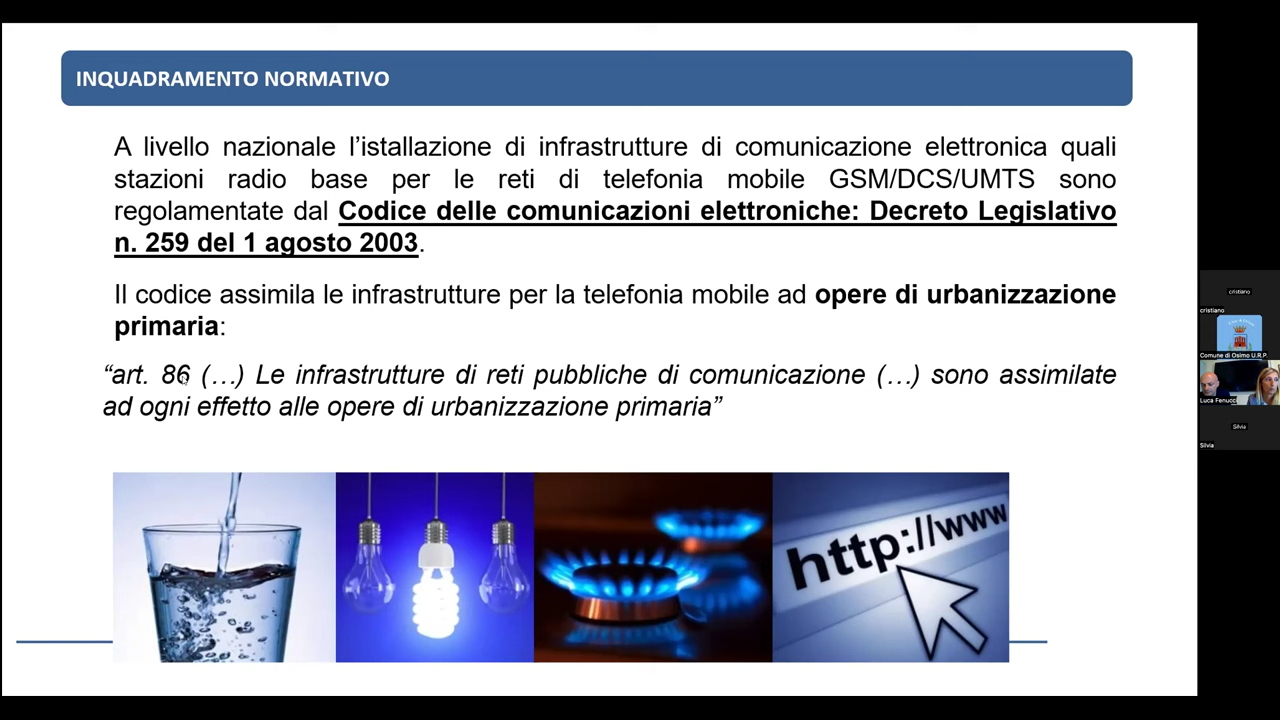 INQUADRAMENTO NORMATIVO
A livello nazionale l’istallazione di infrastrutture di comunicazione elettronica quali
stazioni radio base per le reti di telefonia mobile GSM/DCS/UMTS sono
regolamentate dal Codice delle comunicazioni elettroniche: Decreto Legislativo
n. 259 del 1 agosto 2003.
Il codice assimila le infrastrutture per la telefonia mobile ad opere di urbanizzazione
primaria:
“art. 86 (…) Le infrastrutture di reti pubbliche di comunicazione (…) sono assimilate
ad ogni effetto alle opere di urbanizzazione primaria”
http://www
cristiano
cristiano
Comune di Osimo U.R.P.
Luca Fenucci
Silvia
Silvia